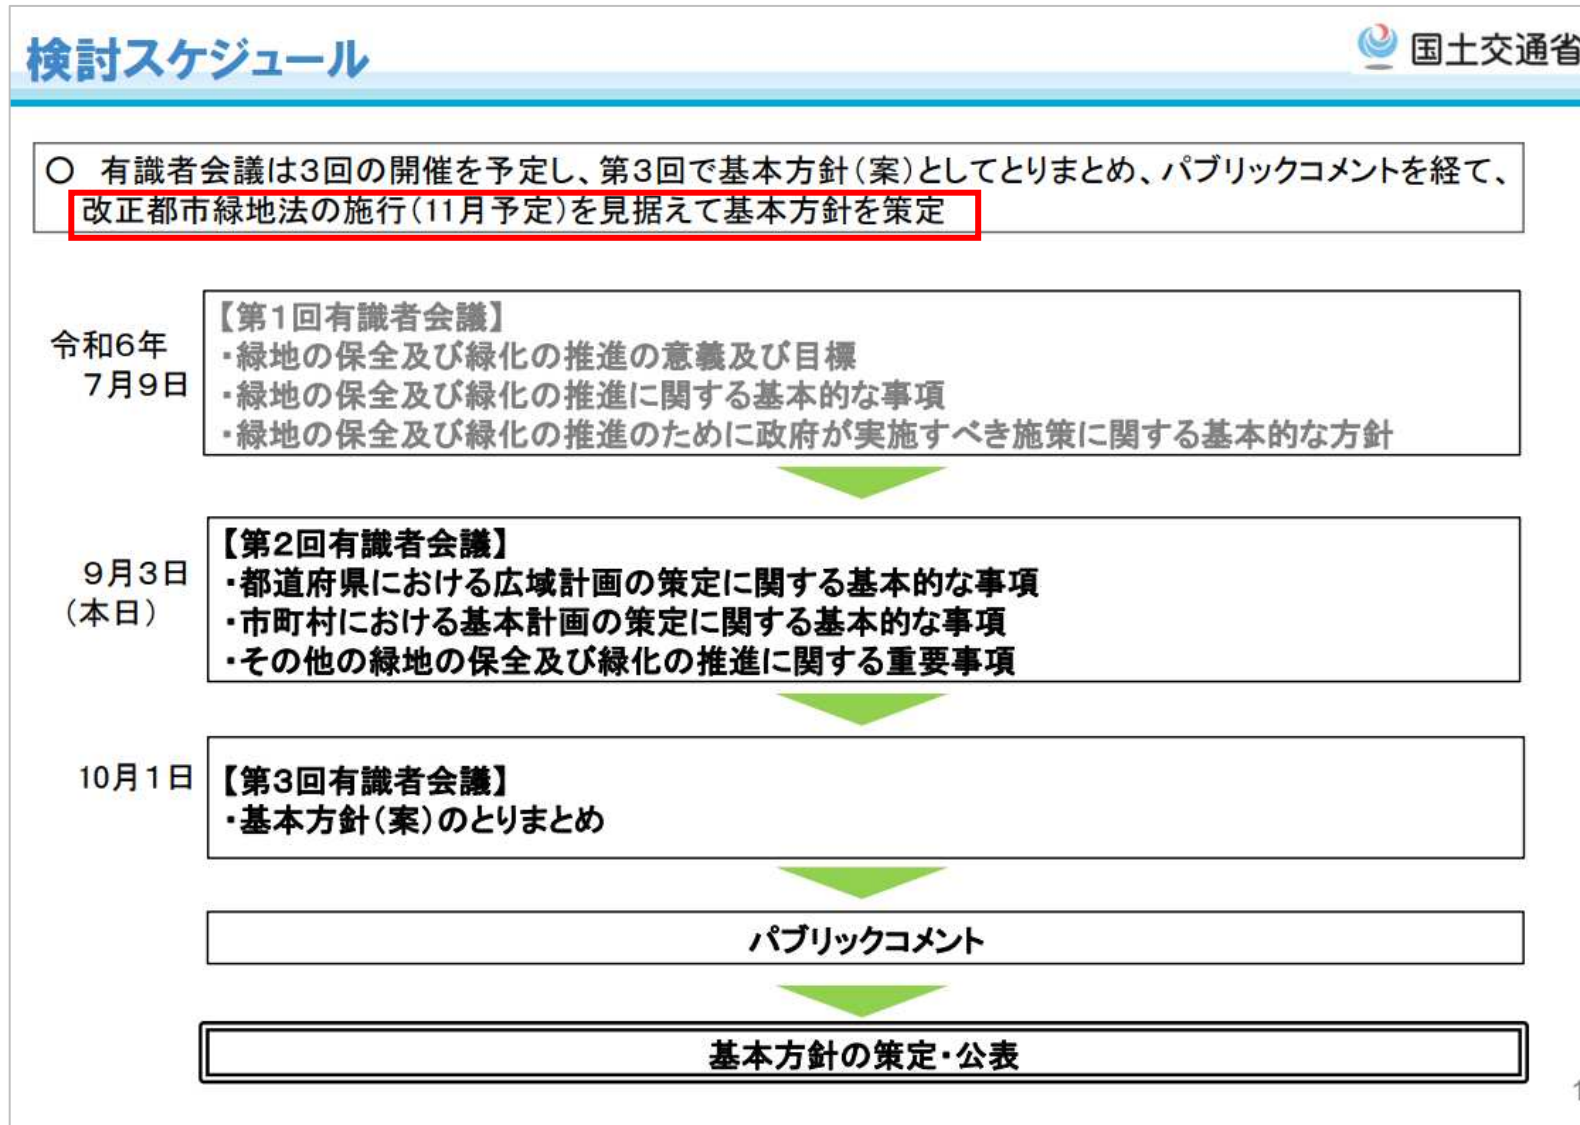 検討スケジュール
国土交通省
○ 有識者会議は3回の開催を予定し、第3回で基本方針(案)としてとりまとめ、パブリックコメントを経て、
改正都市緑地法の施行(11月予定)を見据えて基本方針を策定
令和6年
7月9日
【第1回有識者会議】
・緑地の保全及び緑化の推進の意義及び目標
・緑地の保全及び緑化の推進に関する基本的な事項
・緑地の保全及び緑化の推進のために政府が実施すべき施策に関する基本的な方針
9月3日
(本日)
【第2回有識者会議】
・都道府県における広域計画の策定に関する基本的な事項
・市町村における基本計画の策定に関する基本的な事項
・その他の緑地の保全及び緑化の推進に関する重要事項
10月1日
【第3回有識者会議】
・基本方針(案)のとりまとめ
パブリックコメント
基本方針の策定・公表
1